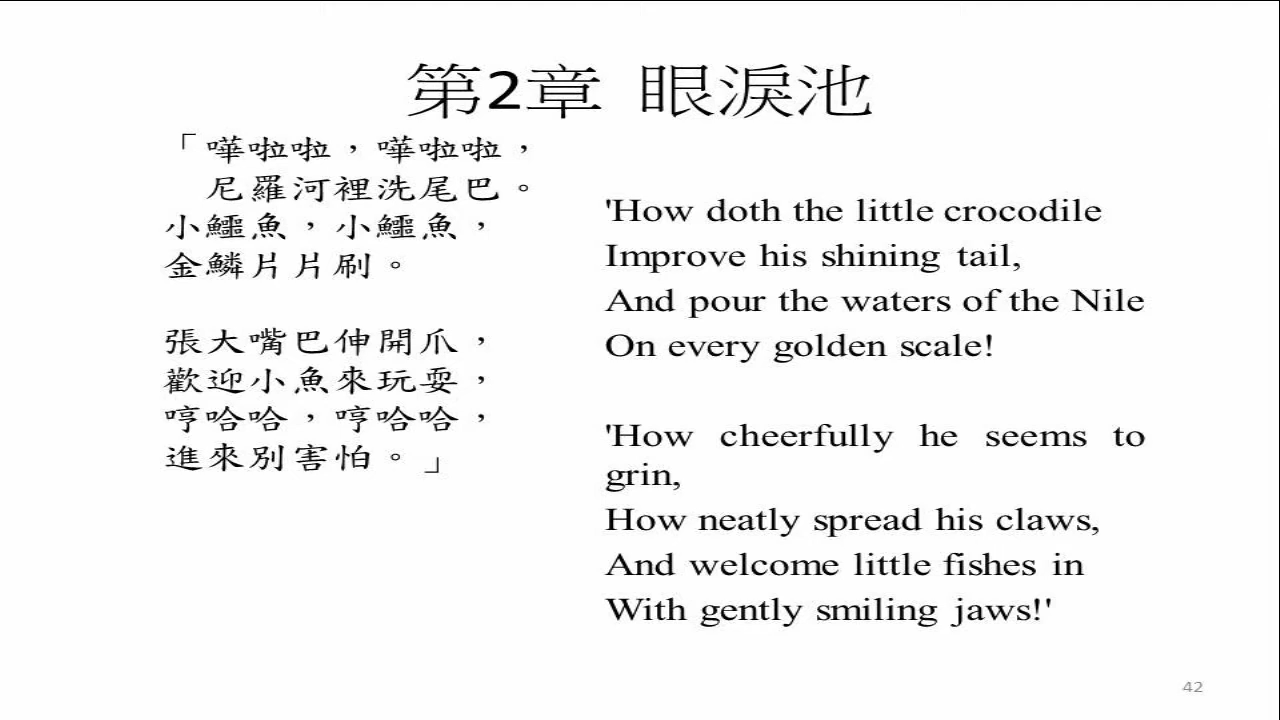 第2章 眼淚池
「嘩啦啦，嘩啦啦，
尼羅河裡洗尾巴。
小鱷魚，小鱷魚，
金鱗片片刷。
張大嘴巴伸開爪，
歡迎小魚來玩耍，
哼哈哈，哼哈哈，
進來別害怕。」
'How doth the little crocodile
Improve his shining tail,
And pour the waters of the Nile
On every golden scale!
'How cheerfully he seems to
grin,
How neatly spread his claws,
And welcome little fishes in
With gently smiling jaws!'
42